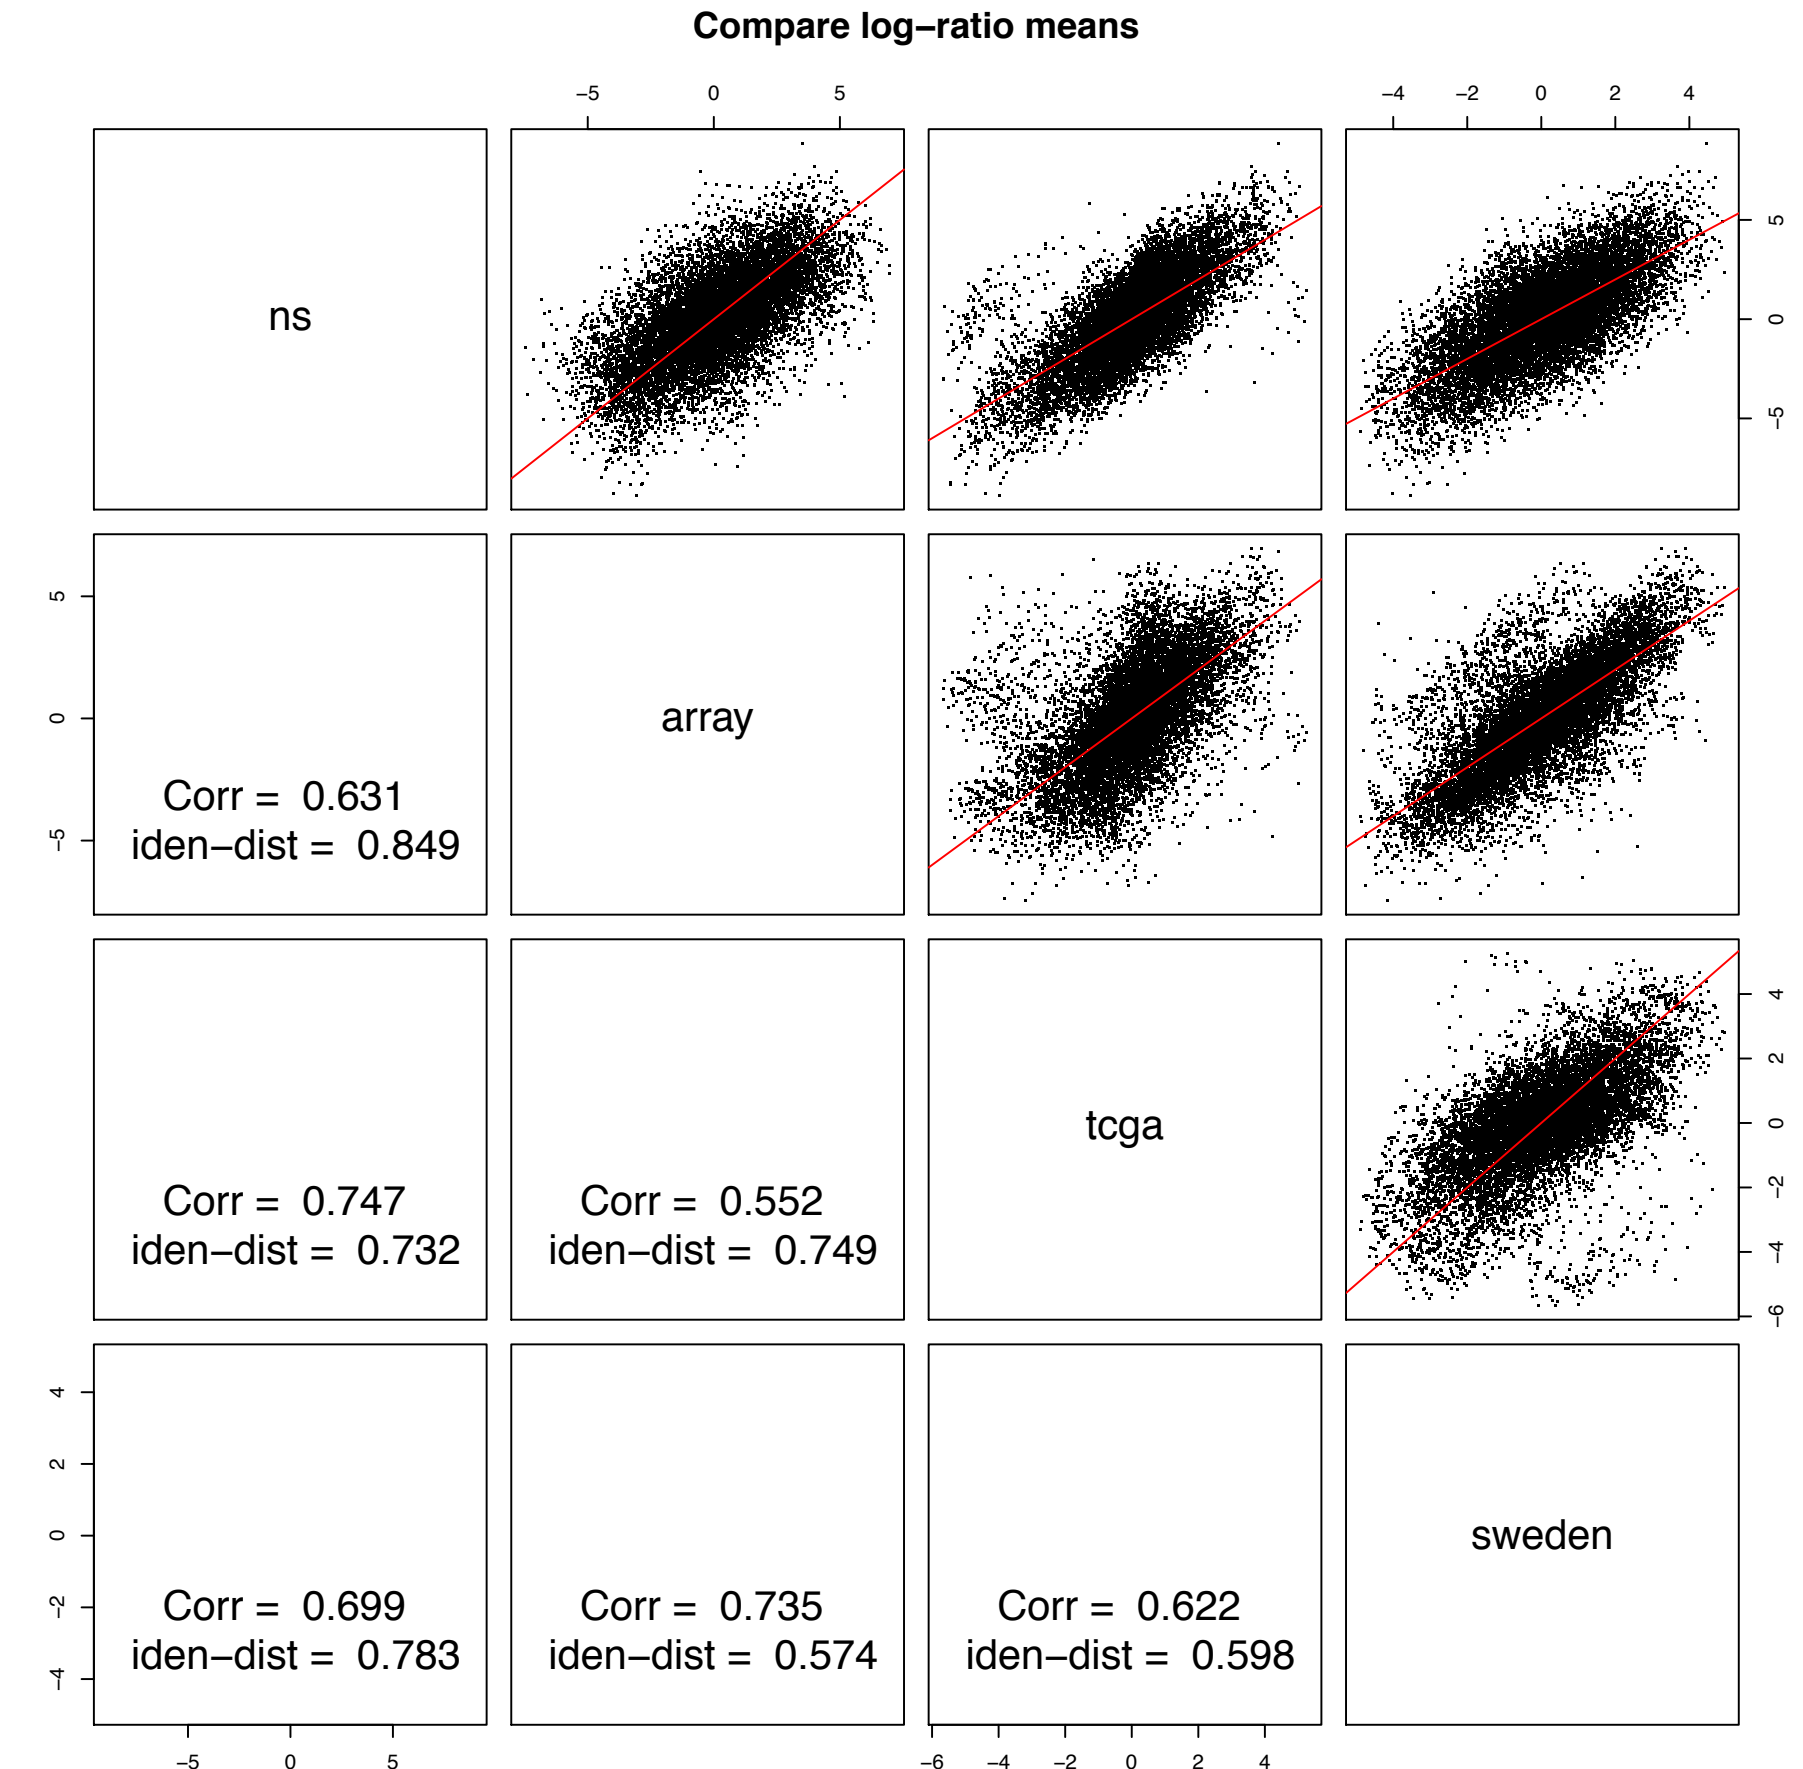 Compare log−ratio means
−5 0 5
−4 −2 0 2 4
ns
−5 0 5
−5 0 5
Corr = 0.631
iden−dist = 0.849
array
Corr = 0.747
iden−dist = 0.732
Corr = 0.552
iden−dist = 0.749
tcga
−6 −4 −2 0 2 4
−4 −2 0 2 4
Corr = 0.699
iden−dist = 0.783
Corr = 0.735
iden−dist = 0.574
Corr = 0.622
iden−dist = 0.598
sweden
−5 0 5
−6 −4 −2 0 2 4